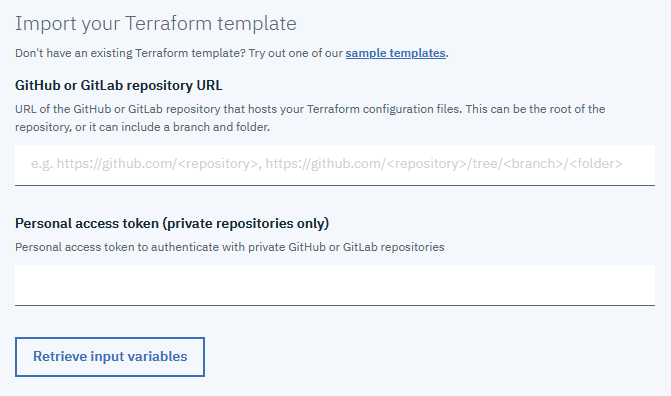 Import your Terraform template
Don't have an existing Terraform template? Try out one of our sample templates.
GitHub or GitLab repository URL
URL of the GitHub or GitLab repository that hosts your Terraform configuration files. This can be the root of the
repository, or it can include a branch and folder.
e.g. https://github.com/<repository>, https://github.com/<repository>/tree/<branch>/<folder>
Personal access token (private repositories only)
Personal access token to authenticate with private GitHub or GitLab repositories
Retrieve input variables